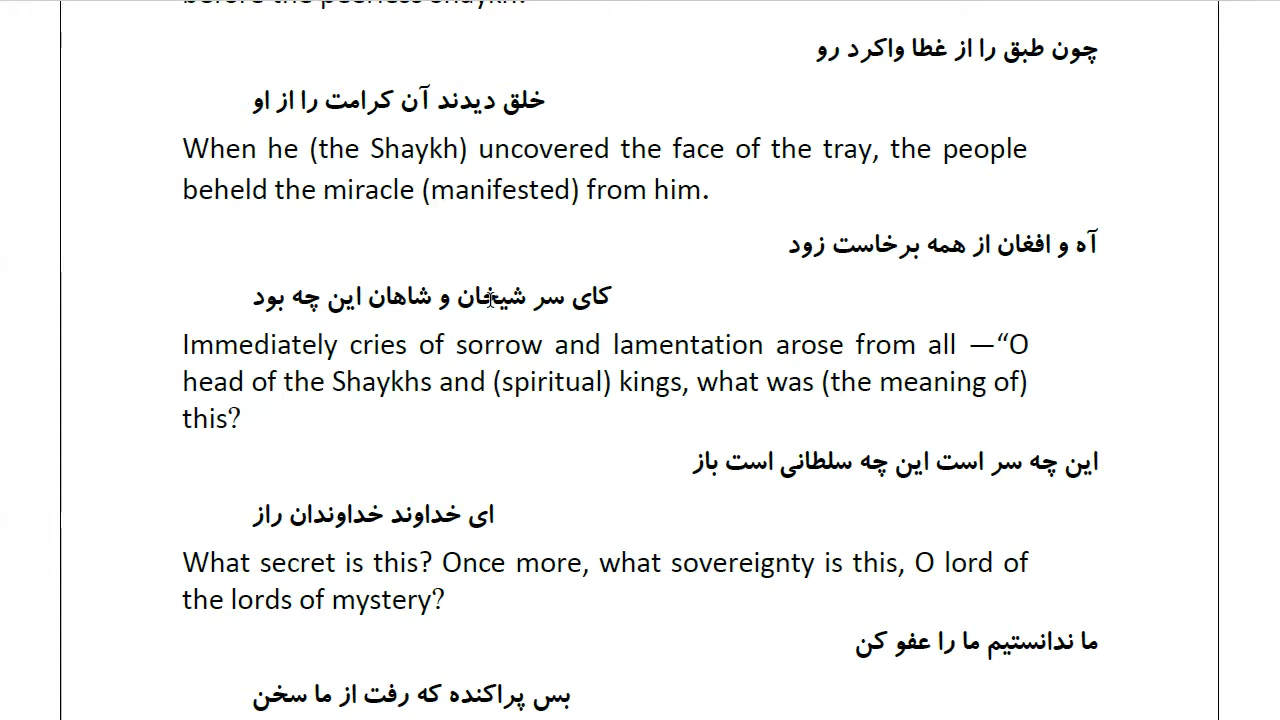 before the peerless Shaykh.
چون طبق را از غطا واکرد رو
خلق دیدند آن کرامت را از او
When he (the Shaykh) uncovered the face of the tray, the people
beheld the miracle (manifested) from him.
آه و افغان از همه برخاست زود
کای سر شیخان و شاهان این چه بود
Immediately cries of sorrow and lamentation arose from all —“O
head of the Shaykhs and (spiritual) kings, what was (the meaning of)
this?
این چه سر است این چه سلطانی است باز
ای خداوند خداوندان راز
What secret is this? Once more, what sovereignty is this, O lord of
the lords of mystery?
ما ندانستیم ما را عفو کن
بس پراکنده که رفت از ما سخن